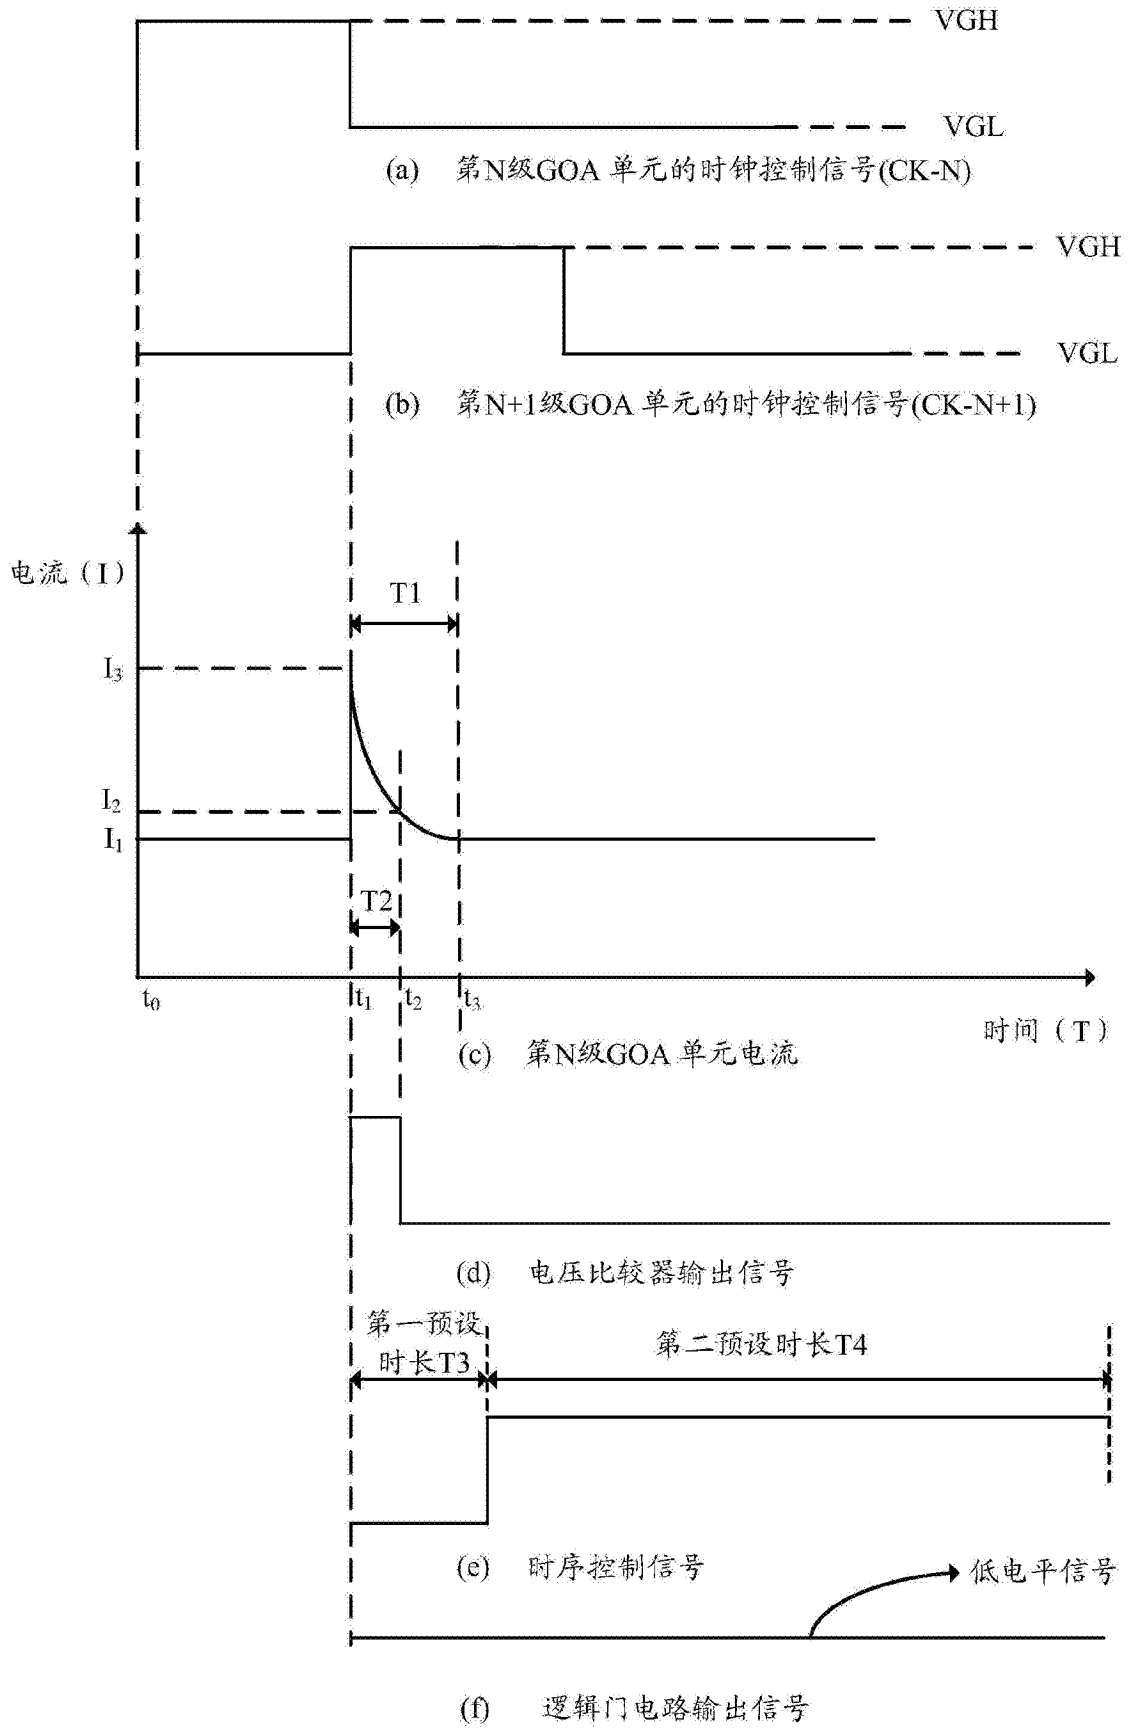 VGH
VGL
(a) 第N级GOA 单元的时钟控制信号(CK-N)
VGH
VGL
(b) 第N+1级GOA 单元的时钟控制信号(CK-N+1)
电流（I）
T1
I₃
I₂
I₁
T2
t₀ t₁ t₂ t₃
时间（T）
(c) 第N级GOA 单元电流
(d) 电压比较器输出信号
第一预设
时长T3
第二预设时长T4
(e) 时序控制信号
低电平信号
(f) 逻辑门电路输出信号